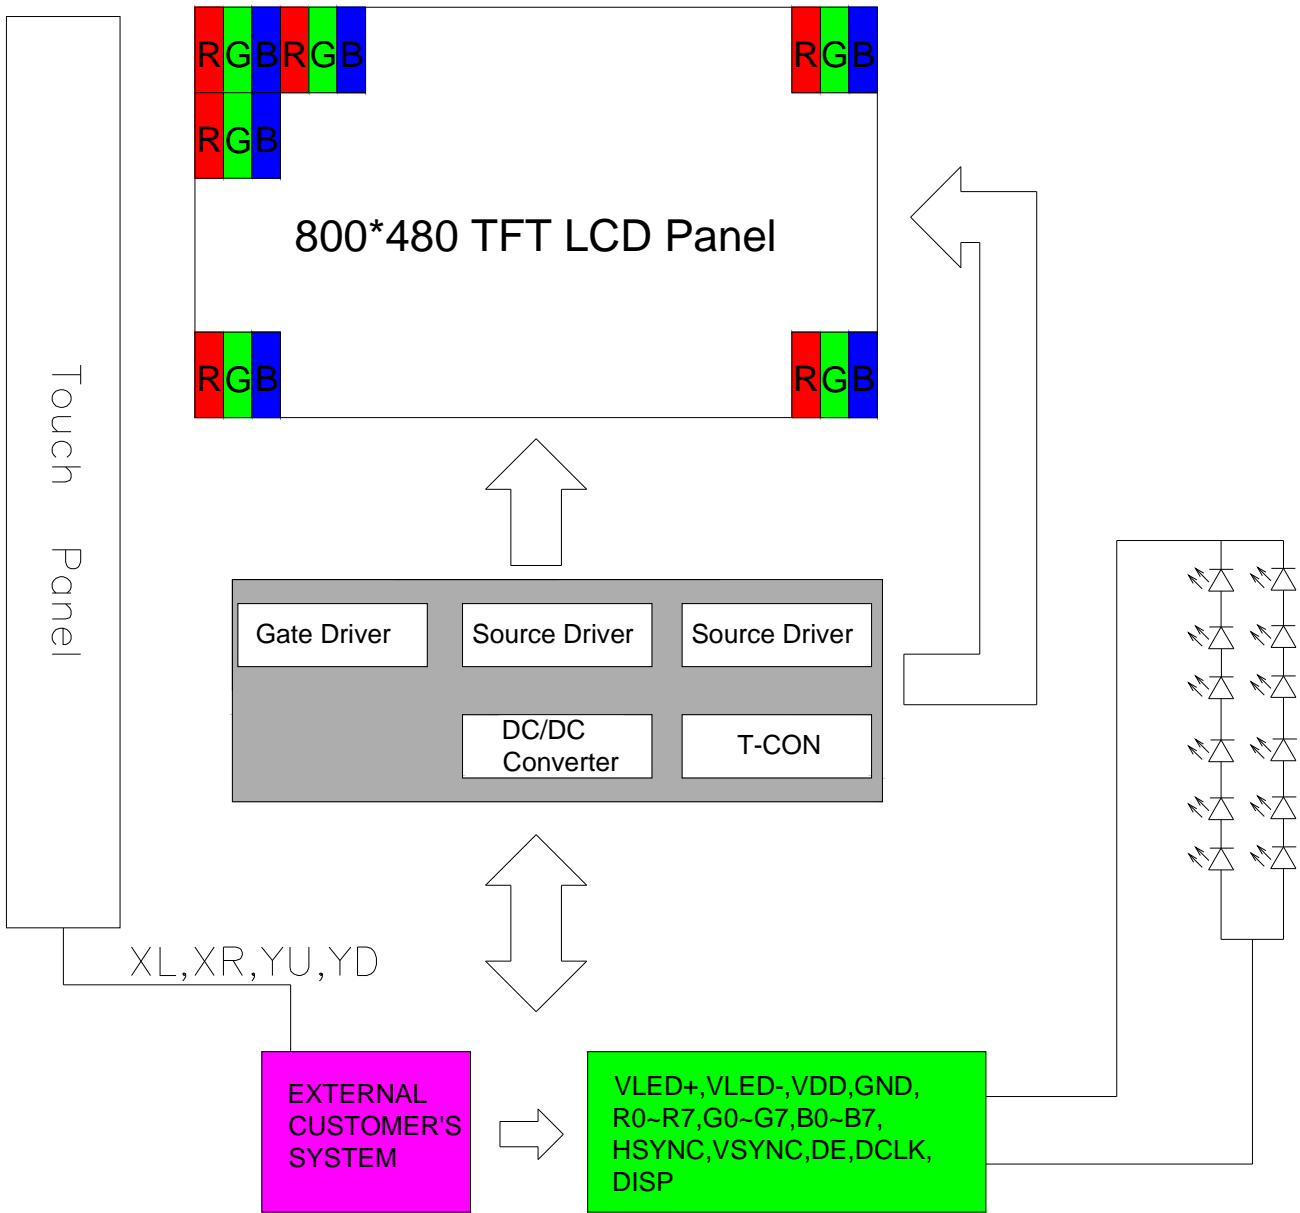 RGBRGB RGB
RGB
800*480 TFT LCD Panel
RGB RGB
Touch Panel
Gate Driver
Source Driver
Source Driver
DC/DC
Converter
T-CON
XL,XR,YU,YD
EXTERNAL
CUSTOMER'S
SYSTEM
VLED+,VLED-,VDD,GND,
R0~R7,G0~G7,B0~B7,
HSYNC,VSYNC,DE,DCLK,
DISP